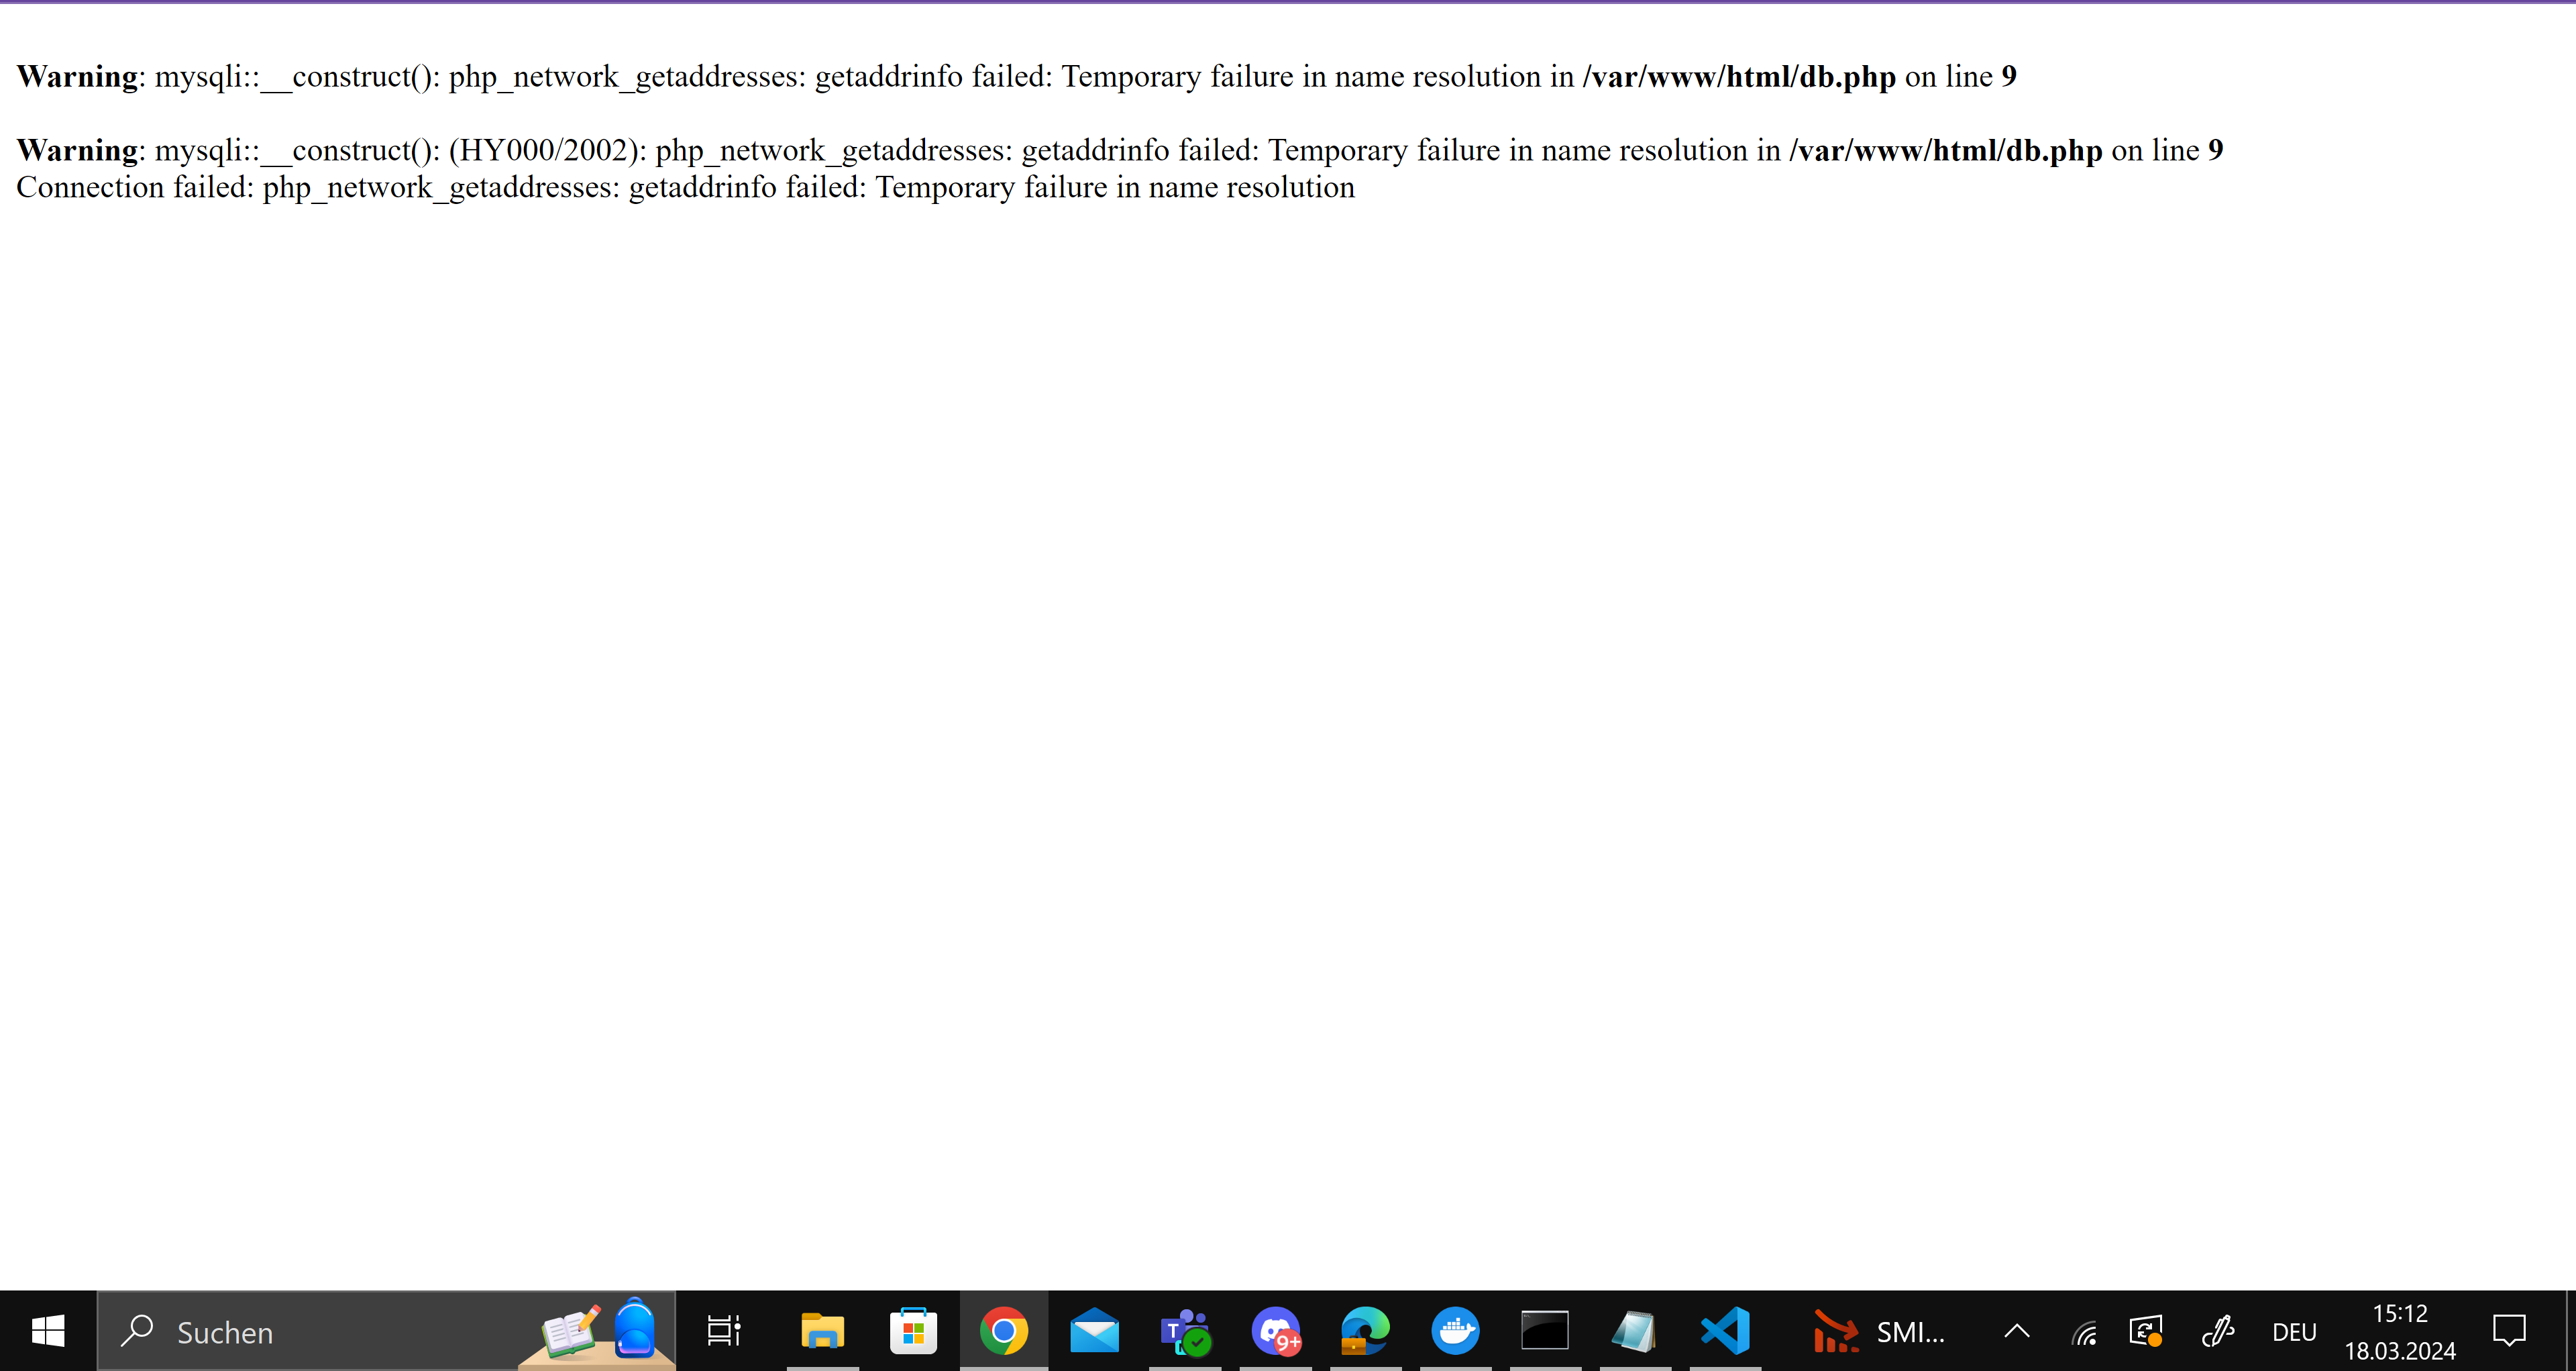 Warning: mysqli::__construct(): php_network_getaddresses: getaddrinfo failed: Temporary failure in name resolution in /var/www/html/db.php on line 9
Warning: mysqli::__construct(): (HY000/2002): php_network_getaddresses: getaddrinfo failed: Temporary failure in name resolution in /var/www/html/db.php on line 9
Connection failed: php_network_getaddresses: getaddrinfo failed: Temporary failure in name resolution
Suchen
T
9+
SMI...
DEU
15:12
18.03.2024